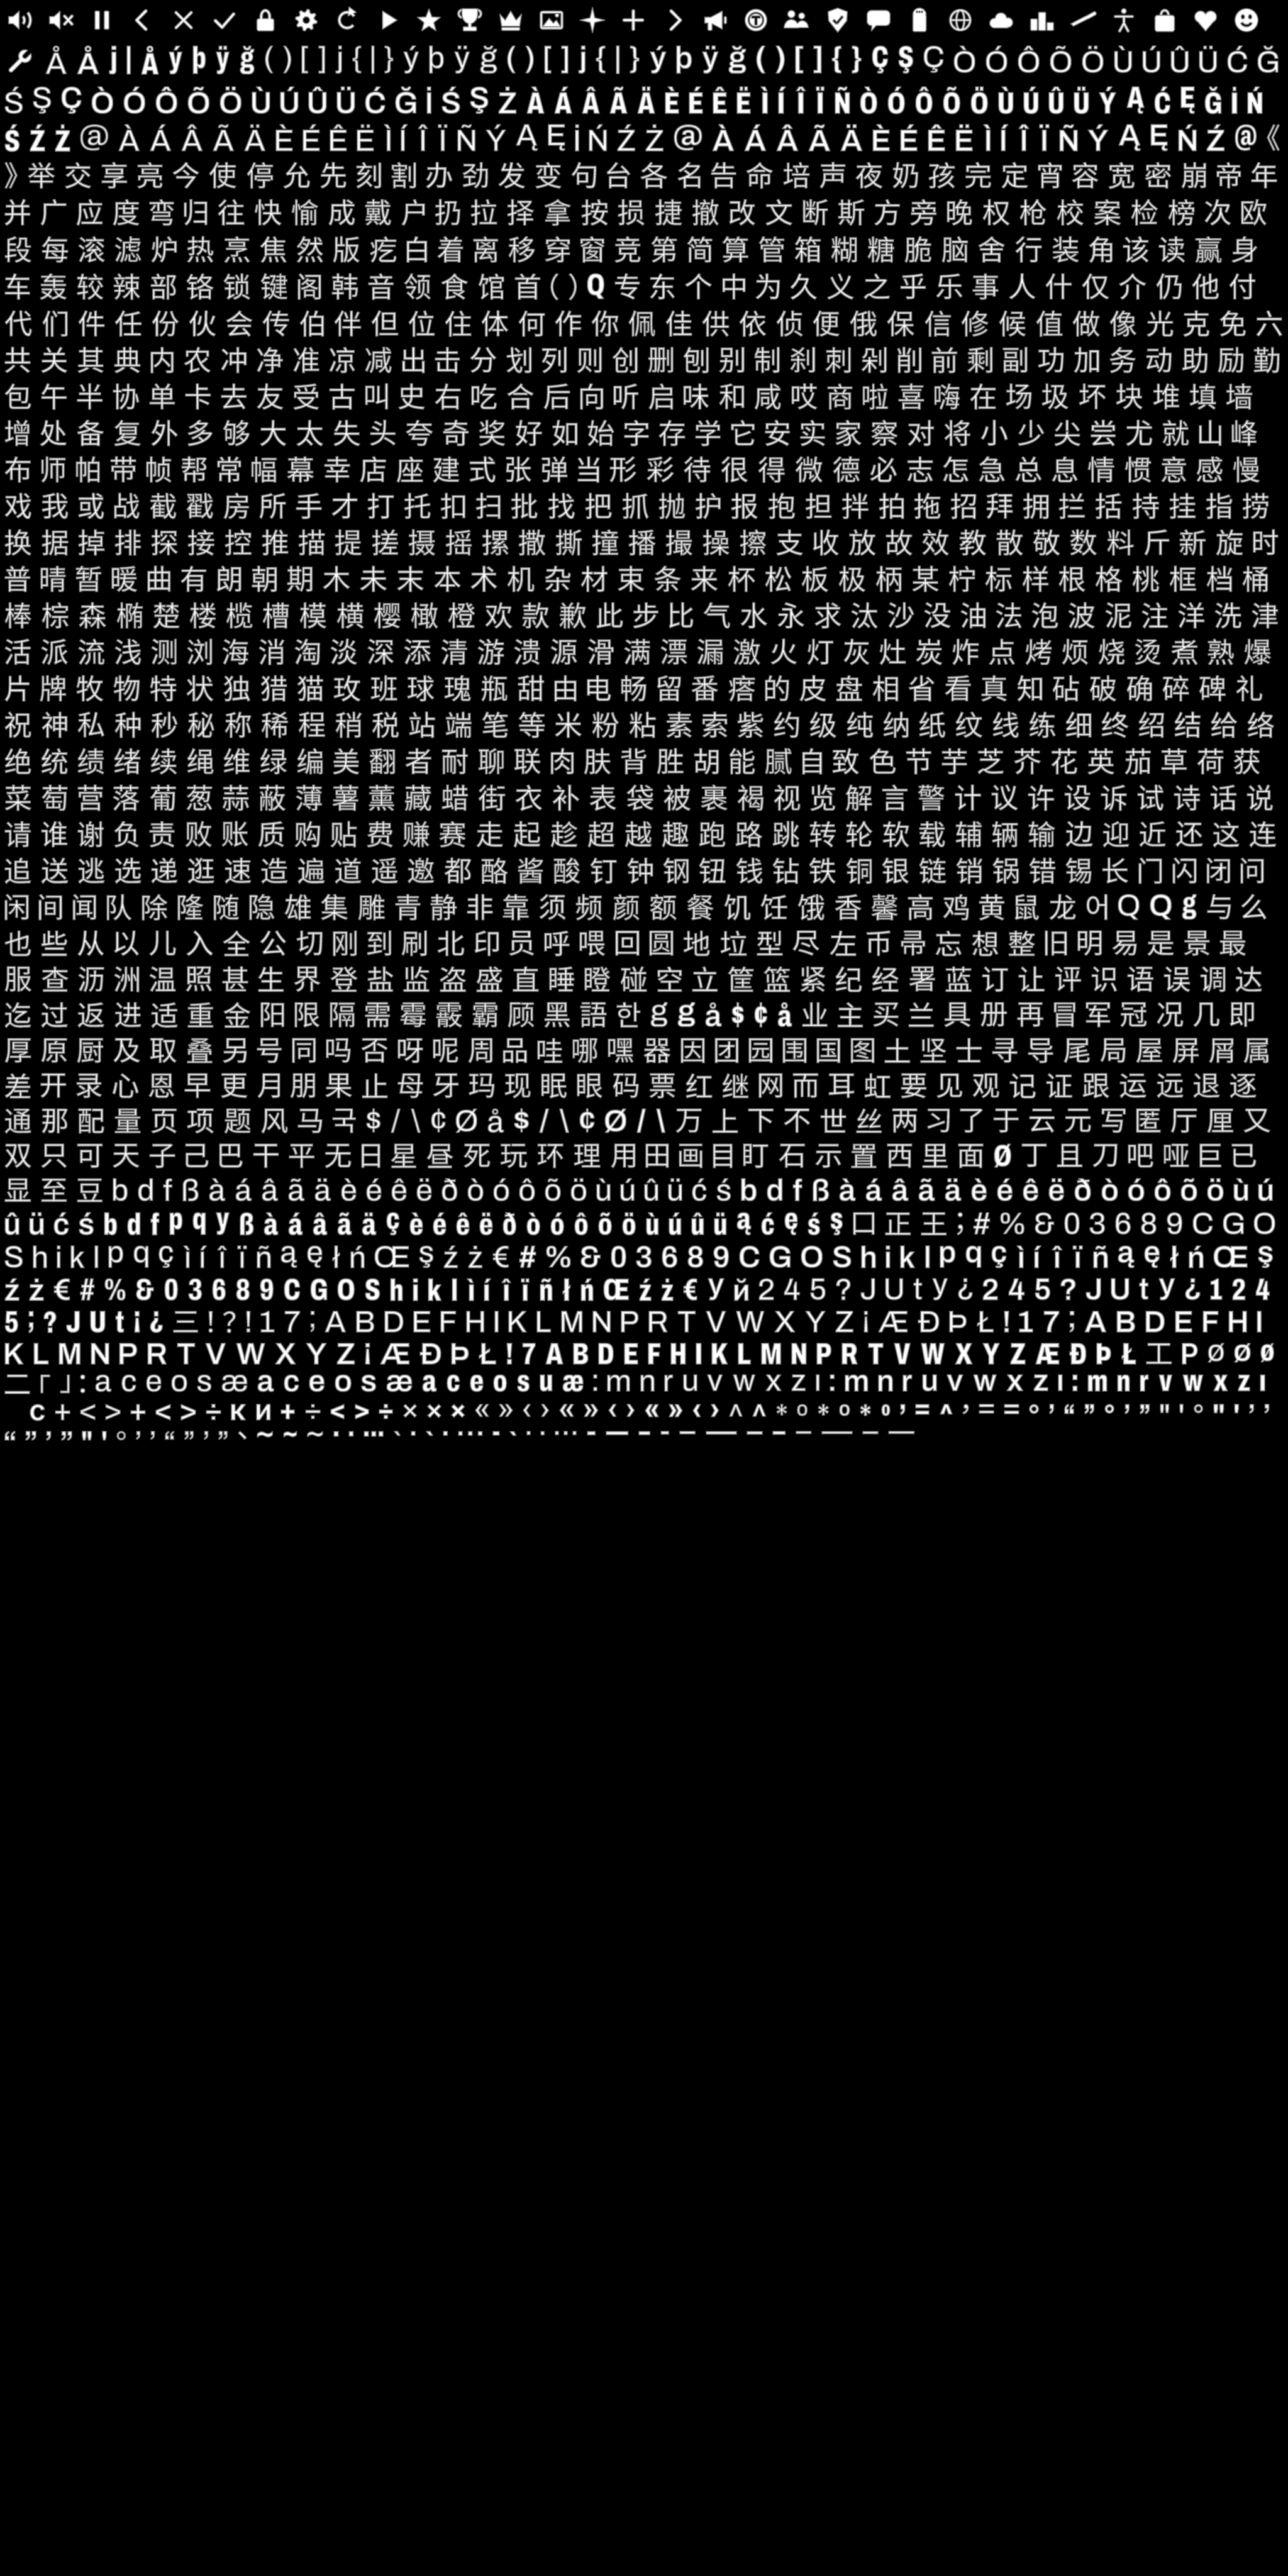 Å Å j | Å ý þ ÿ ğ ( ) [ ] j { | } ý þ ÿ ğ ( ) [ ] j { | } ý þ ÿ ğ ( ) [ ] { } Ç Ş Ç Ò Ó Ô Õ Ö Ù Ú Û Ü Ć Ğ
Ś Ş Ç Ò Ó Ô Õ Ö Ù Ú Û Ü Ć Ğ İ Ś Ş Ż À Á Â Ã Ä È É Ê Ë Ì Í Î Ï Ñ Ò Ó Ô Õ Ö Ù Ú Û Ü Ý Ą Ć Ę Ğ İ Ń
Ś Ź Ż @ À Á Â Ã Ä È É Ê Ë Ì Í Î Ï Ñ Ý Ą Ę İ Ń Ź Ż @ À Á Â Ã Ä È É Ê Ë Ì Í Î Ï Ñ Ý Ą Ę Ń Ź @ 《
》 举 交 享 亮 今 使 停 允 先 刻 割 办 劲 发 变 句 台 各 名 告 命 培 声 夜 奶 孩 完 定 宵 容 宽 密 崩 帝 年
并 广 应 度 弯 归 往 快 愉 成 戴 户 扔 拉 择 拿 按 损 捷 撤 改 文 断 斯 方 旁 晚 权 枪 校 案 检 榜 次 欧
段 每 滚 滤 炉 热 烹 焦 然 版 疙 白 着 离 移 穿 窗 竞 第 简 算 管 箱 糊 糖 脆 脑 舍 行 装 角 该 读 赢 身
车 轰 较 辣 部 铬 锁 键 阁 韩 音 领 食 馆 首 ( ) Q 专 东 个 中 为 久 义 之 乎 乐 事 人 什 仅 介 仍 他 付
代 们 件 任 份 伙 会 传 伯 伴 但 位 住 体 何 作 你 佩 佳 供 依 侦 便 俄 保 信 修 候 值 做 像 光 克 免 六
共 关 其 典 内 农 冲 净 准 凉 减 出 击 分 划 列 则 创 删 刨 别 制 刹 刺 剁 削 前 剩 副 功 加 务 动 助 励 勤
包 午 半 协 单 卡 去 友 受 古 叫 史 右 吃 合 后 向 听 启 味 和 咸 哎 商 啦 喜 嗨 在 场 圾 坏 块 堆 填 墙
增 处 备 复 外 多 够 大 太 失 头 夸 奇 奖 好 如 始 字 存 学 它 安 实 家 察 对 将 小 少 尖 尝 尤 就 山 峰
布 师 帕 带 帧 帮 常 幅 幕 幸 店 座 建 式 张 弹 当 形 彩 待 很 得 微 德 必 志 怎 急 总 息 情 惯 意 感 慢
戏 我 或 战 截 戳 房 所 手 才 打 托 扣 扫 批 找 把 抓 抛 护 报 抱 担 拌 拍 拖 招 拜 拥 拦 括 持 挂 指 捞
换 据 掉 排 探 接 控 推 描 提 搓 摄 摇 摞 撒 撕 撞 播 撮 操 擦 支 收 放 故 效 教 散 敬 数 料 斤 新 旋 时
普 晴 暂 暖 曲 有 朗 朝 期 木 未 末 本 术 机 杂 材 束 条 来 杯 松 板 极 柄 某 柠 标 样 根 格 桃 框 档 桶
棒 棕 森 椭 楚 楼 榄 槽 模 横 樱 橄 橙 欢 款 歉 此 步 比 气 水 永 求 汰 沙 没 油 法 泡 波 泥 注 洋 洗 津
活 派 流 浅 测 浏 海 消 淘 淡 深 添 清 游 溃 源 滑 满 漂 漏 激 火 灯 灰 灶 炭 炸 点 烤 烦 烧 烫 煮 熟 爆
片 牌 牧 物 特 状 独 猎 猫 玫 班 球 瑰 瓶 甜 由 电 畅 留 番 瘩 的 皮 盘 相 省 看 真 知 砧 破 确 碎 碑 礼
祝 神 私 种 秒 秘 称 稀 程 稍 税 站 端 笔 等 米 粉 粘 素 索 紫 约 级 纯 纳 纸 纹 线 练 细 终 绍 结 给 络
绝 统 绩 绪 续 绳 维 绿 编 美 翻 者 耐 聊 联 肉 肤 背 胜 胡 能 腻 自 致 色 节 芋 芝 芥 花 英 茄 草 荷 获
菜 萄 营 落 葡 葱 蒜 蔽 薄 薯 薰 藏 蜡 街 衣 补 表 袋 被 裹 褐 视 览 解 言 警 计 议 许 设 诉 试 诗 话 说
请 谁 谢 负 责 败 账 质 购 贴 费 赚 赛 走 起 趁 超 越 趣 跑 路 跳 转 轮 软 载 辅 辆 输 边 迎 近 还 这 连
追 送 逃 选 递 逛 速 造 遍 道 遥 邀 都 酪 酱 酸 钉 钟 钢 钮 钱 钻 铁 铜 银 链 销 锅 错 锡 长 门 闪 闭 问
闲 间 闻 队 除 隆 随 隐 雄 集 雕 青 静 非 靠 须 频 颜 额 餐 饥 饪 饿 香 馨 高 鸡 黄 鼠 龙 어 Q Q g 与 么
也 些 从 以 儿 入 全 公 切 刚 到 刷 北 印 员 呼 喂 回 圆 地 垃 型 尽 左 币 帚 忘 想 整 旧 明 易 是 景 最
服 查 沥 洲 温 照 甚 生 界 登 盐 监 盗 盛 直 睡 瞪 碰 空 立 筐 篮 紧 纪 经 署 蓝 订 让 评 识 语 误 调 达
迄 过 返 进 适 重 金 阳 限 隔 需 霉 霰 霸 顾 黑 語 한 g g å $ ¢ å 业 主 买 兰 具 册 再 冒 军 冠 况 几 即
厚 原 厨 及 取 叠 另 号 同 吗 否 呀 呢 周 品 哇 哪 嘿 器 因 团 园 围 国 图 土 坚 士 寻 导 尾 局 屋 屏 屑 属
差 开 录 心 恩 早 更 月 朋 果 止 母 牙 玛 现 眠 眼 码 票 红 继 网 而 耳 虹 要 见 观 记 证 跟 运 远 退 逐
通 那 配 量 页 项 题 风 马 국 $ / \ ¢ Ø å $ / \ ¢ Ø / \ 万 上 下 不 世 丝 两 习 了 于 云 元 写 匿 厅 厘 又
双 只 可 天 子 己 巴 干 平 无 日 星 昼 死 玩 环 理 用 田 画 目 盯 石 示 置 西 里 面 Ø 丁 且 刀 吧 哑 巨 已
显 至 豆 b d f ß à á â ã ä è é ê ë ð ò ó ô õ ö ù ú û ü ć ś b d f ß à á â ã ä è é ê ë ð ò ó ô õ ö ù ú
û ü ć ś b d f p q y ß à á â ã ä ç è é ê ë ð ò ó ô õ ö ù ú û ü ą ć ę ś ş 口 正 王 ; # % & 0 3 6 8 9 C G O
S h i k l p q ç ì í î ï ñ ą ę ł ń Œ ş ź ż € # % & 0 3 6 8 9 C G O S h i k l p q ç ì í î ï ñ ą ę ł ń Œ ş
ź ż € # % & 0 3 6 8 9 C G O S h i k l ì í î ï ñ ł ń Œ ź ż € У й 2 4 5 ? J U t y ¿ 2 4 5 ? J U t y ¿ 1 2 4
5 ; ? J U t ¡ ¿ 三 ! ? ! 1 7 ; A B D E F H I K L M N P R T V W X Y Z ¡ Æ Ð Þ Ł ! 1 7 ; A B D E F H I
K L M N P R T V W X Y Z ¡ Æ Ð Þ Ł ! 7 A B D E F H I K L M N P R T V W X Y Z Æ Ð Þ Ł 工 Р ø ø ø
二 「 」 : a c e o s æ a c e o s æ a c e o s u æ : m n r u v w x z ı : m n r u v w x z ı : m n r v w x z ı
с + < > + < > ÷ к и + ÷ < > ÷ × × × « » ‹ › « » ‹ › « » ‹ › ^ ^ * o * o * o , = ^ , = = ° ’ “ ” ° ’ ” " ' ° " ' ’ ’